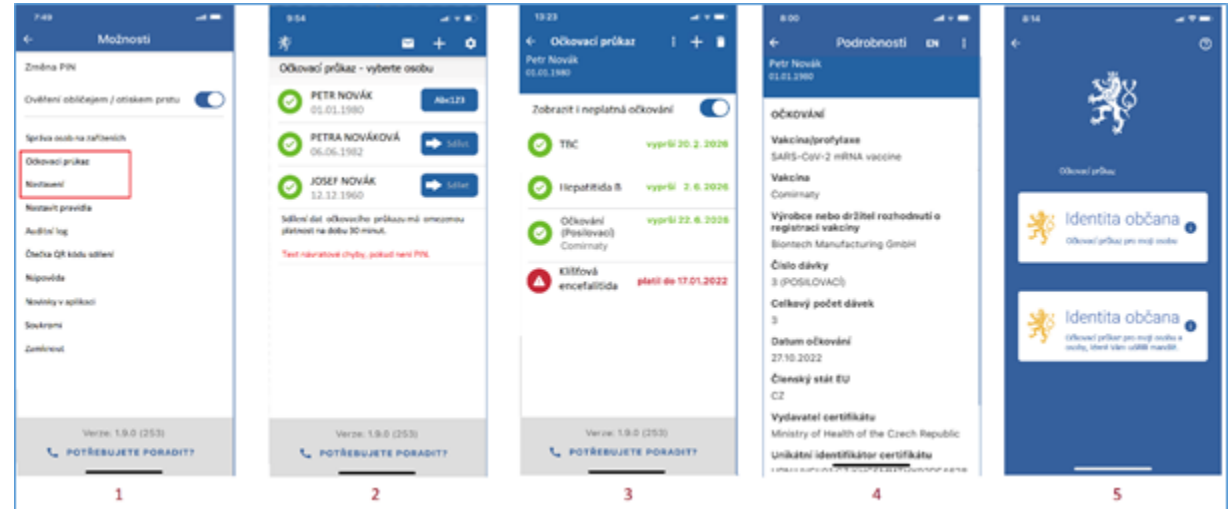 7:49
Možnosti
Změna PIN
Ověření obličejem / otiskem prstu
Správa osob na zařízeních
Očkovací průkaz
Nastavení
Nastavit pravidla
Auditní log
Čtečka QR kódu sdílení
Nápověda
Novinky v aplikaci
Soukromí
Zamknout
Verze: 1.9.0 (253)
POTŘEBUJETE PORADIT?
1
9:54
Očkovací průkaz - vyberte osobu
PETR NOVÁK
01.01.1980
Abc123
PETRA NOVÁKOVÁ
06.06.1982
Sdílet
JOSEF NOVÁK
12.12.1960
Sdílet
Sdílení dat očkovacího průkazu má omezenou
platnost na dobu 30 minut.
Text návratové chyby, pokud není PIN.
Verze: 1.9.0 (253)
POTŘEBUJETE PORADIT?
2
13:23
Očkovací průkaz
Petr Novák
01.01.1980
Zobrazit i neplatná očkování
TBC
vyprší 20. 2. 2026
Hepatitida B
vyprší 2. 6. 2026
Očkování
(Posilovací)
Comirnaty
vyprší 22. 6. 2026
Klíšťová
encefalitida
platil do 17.01.2022
Verze: 1.9.0 (253)
POTŘEBUJETE PORADIT?
3
8:00
Podrobnosti EN
Petr Novák
01.01.1980
OČKOVÁNÍ
Vakcína/profylaxe
SARS-CoV-2 mRNA vaccine
Vakcína
Comirnaty
Výrobce nebo držitel rozhodnutí o
registraci vakcíny
Biontech Manufacturing GmbH
Číslo dávky
3 (POSILOVACÍ)
Celkový počet dávek
3
Datum očkování
27.10.2022
Členský stát EU
CZ
Vydavatel certifikátu
Ministry of Health of the Czech Republic
Unikátní identifikátor certifikátu
4
8:14
Očkovací průkaz
Identita občana
Očkovací průkaz pro moji osobu
Identita občana
Očkovací průkaz pro moji osobu a
osoby, které Vám udělili mandát.
5